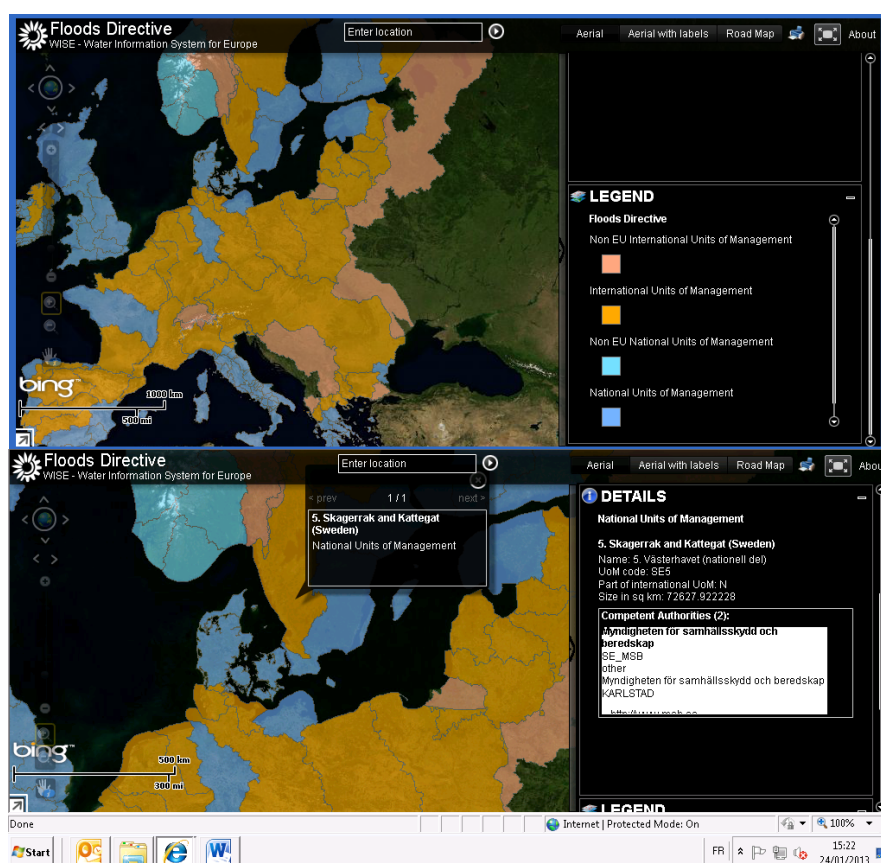 Floods Directive
WISE - Water Information System for Europe
Enter location
Aerial
Aerial with labels
Road Map
About
LEGEND
Floods Directive
Non EU International Units of Management
International Units of Management
Non EU National Units of Management
National Units of Management
bing™
1000 km
500 mi
Floods Directive
WISE - Water Information System for Europe
Enter location
Aerial
Aerial with labels
Road Map
Abou
< prev
1 / 1
next >
5. Skagerrak and Kattegat
(Sweden)
National Units of Management
DETAILS
National Units of Management
5. Skagerrak and Kattegat (Sweden)
Name: 5. Västerhavet (nationell del)
UoM code: SE5
Part of international UoM: N
Size in sq km: 72627.922228
Competent Authorities (2):
Myndigheten för samhällsskydd och
beredskap
SE_MSB
other
Myndigheten för samhällsskydd och beredskap
KARLSTAD
bing™
500 km
300 mi
LEGEND
Done
Internet | Protected Mode: On
100%
Start
FR
15:22
24/01/2013